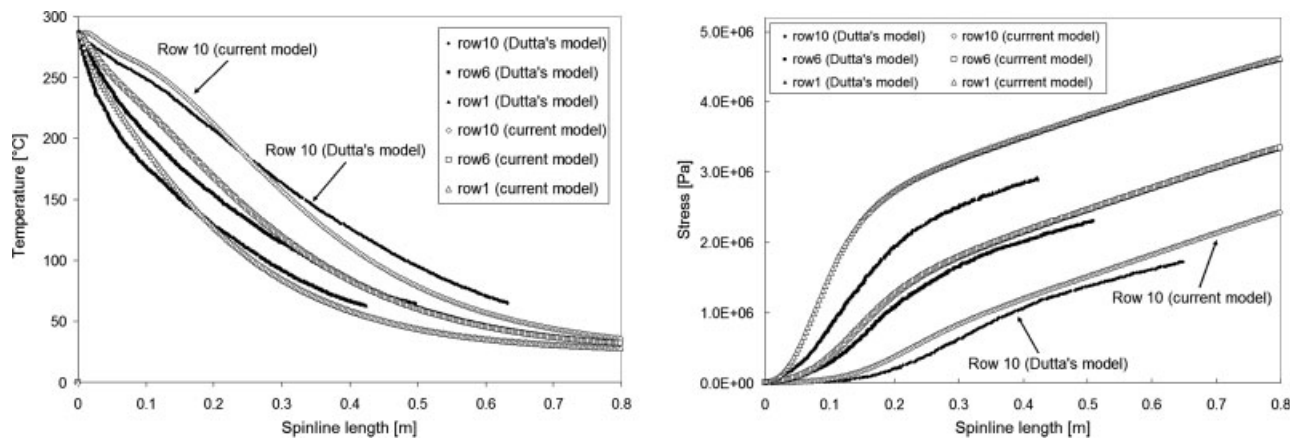 300
250
200
150
100
50
0
Temperature [°C]
0
0.1
0.2
0.3
0.4
0.5
0.6
0.7
0.8
Spinline length [m]
Row 10 (current model)
Row 10 (Dutta's model)
row10 (Dutta's model)
row6 (Dutta's model)
row1 (Dutta's model)
row10 (current model)
row6 (current model)
row1 (current model)
5.0E+06
4.0E+06
3.0E+06
2.0E+06
1.0E+06
0.0E+00
Stress [Pa]
0
0.1
0.2
0.3
0.4
0.5
0.6
0.7
0.8
Spinline length [m]
row10 (Dutta's model)
row10 (currrent model)
row6 (Dutta's model)
row6 (currrent model)
row1 (Dutta's model)
row1 (currrent model)
Row 10 (current model)
Row 10 (Dutta's model)